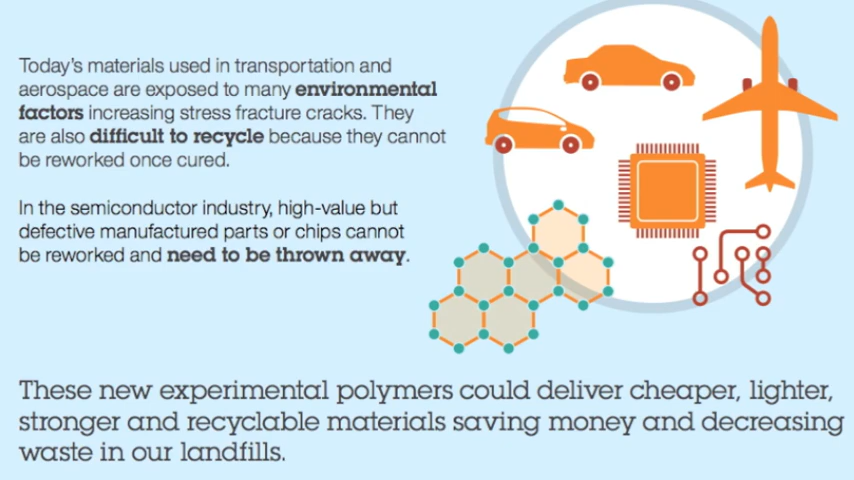 Today's materials used in transportation and
aerospace are exposed to many environmental
factors increasing stress fracture cracks. They
are also difficult to recycle because they cannot
be reworked once cured.
In the semiconductor industry, high-value but
defective manufactured parts or chips cannot
be reworked and need to be thrown away.
These new experimental polymers could deliver cheaper, lighter,
stronger and recyclable materials saving money and decreasing
waste in our landfills.